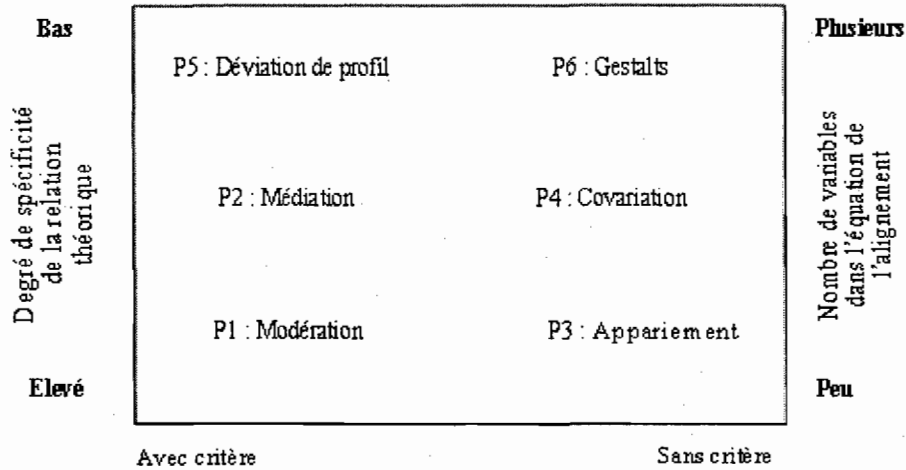 Bas
Plusieurs
P5 : Déviation de profil
P6 : Gestalts
Degré de spécificité
de la relation
théorique
Nombre de variables
dans l'équation de
l'alignement
P2 : Médiation
P4 : Covariation
P1 : Modération
P3 : Appariement
Elevé
Peu
Avec critère
Sans critère